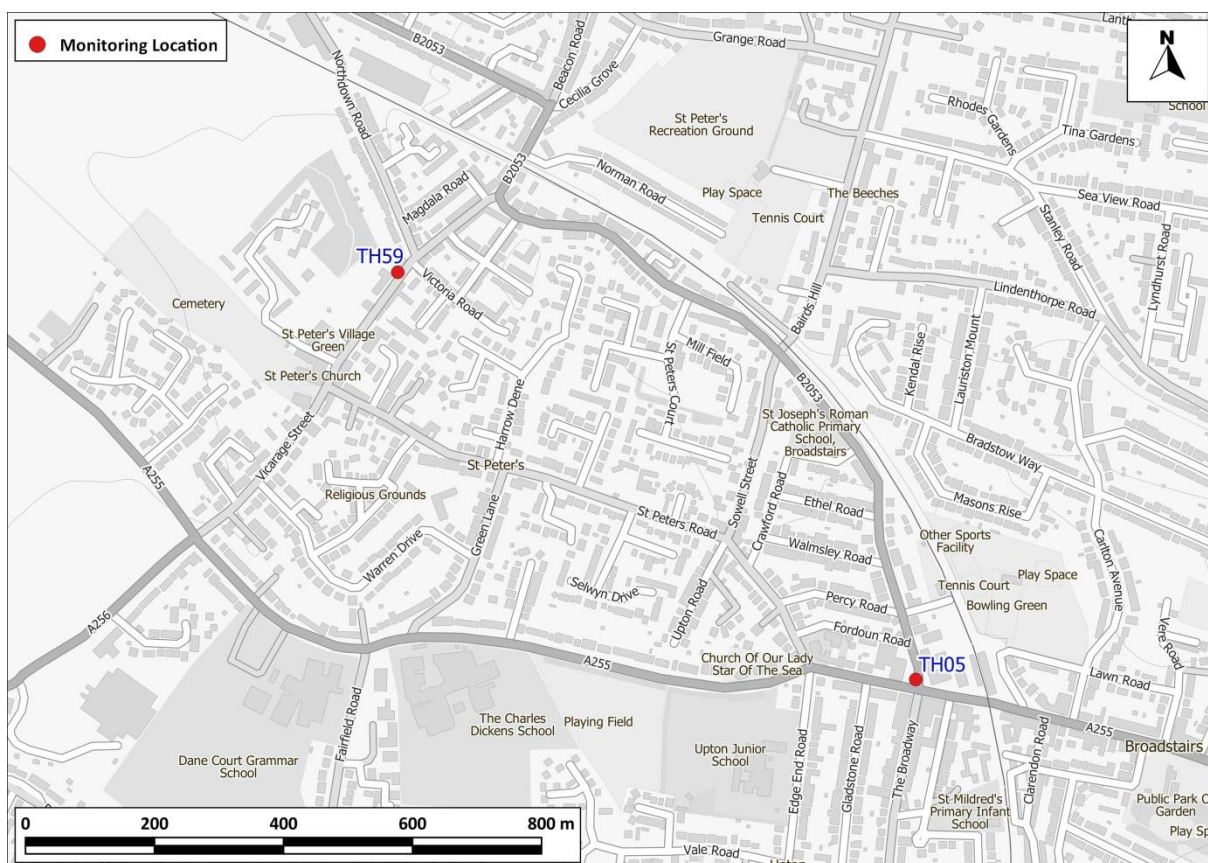 Monitoring Location
N
B2053
Beacon Road
Cecilia Grove
Grange Road
Northdown Road
St Peter's
Recreation Ground
Rhodes Gardens
School
Tina Gardens
B2053
Norman Road
Magdala Road
Play Space
The Beeches
Tennis Court
Sea View Road
Stanley Road
Lyndhurst Road
TH59
Victoria Road
Cemetery
Bairds Hill
Lindenthorpe Road
St Peter's Village
Green
St Peter's Church
Mill Field
St Peters Court
Kendal Rise
Lauriston Mount
B2053
Harrow Dene
Vicarage Street
St Joseph's Roman
Catholic Primary
School,
Broadstairs
Bradstow Way
A255
St Peter's
Religious Grounds
Sowell Street
Crawford Road
Ethel Road
Masons Rise
St Peters Road
Green Lane
Walmsley Road
Other Sports
Facility
Carlton Avenue
Warren Drive
Selwyn Drive
Tennis Court
Play Space
Bowling Green
Percy Road
Upton Road
A256
Fordoun Road
Vere Road
A255
Church Of Our Lady
Star Of The Sea
TH05
Lawn Road
Fairfield Road
The Charles
Dickens School
Playing Field
Upton Junior
School
Edge End Road
Gladstone Road
The Broadway
Clarendon Road
A255
Broadstairs
Dane Court Grammar
School
St Mildred's
Primary Infant
School
Public Park O
Garden
Play Sp
Vale Road
0 200 400 600 800 m